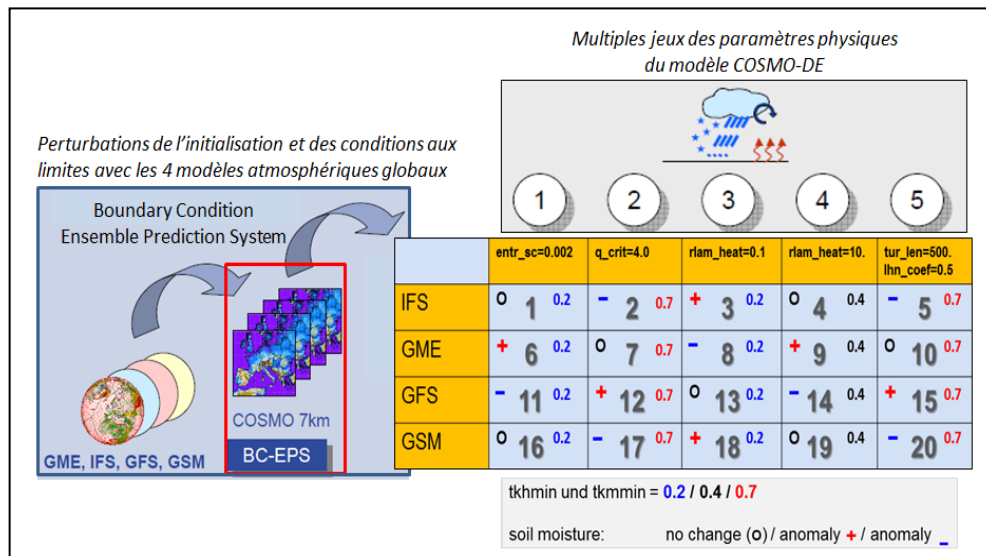 Multiples jeux des paramètres physiques
du modèle COSMO-DE
Perturbations de l'initialisation et des conditions aux
limites avec les 4 modèles atmosphériques globaux
Boundary Condition
Ensemble Prediction System
COSMO 7km
GME, IFS, GFS, GSM
BC-EPS
1 2 3 4 5
entr_sc=0.002 q_crit=4.0 rlam_heat=0.1 rlam_heat=10. tur_len=500.
lhn_coef=0.5
IFS o 1 0.2 - 2 0.7 + 3 0.2 o 4 0.4 - 5 0.7
GME + 6 0.2 o 7 0.7 - 8 0.2 + 9 0.4 o 10 0.7
GFS - 11 0.2 + 12 0.7 o 13 0.2 - 14 0.4 + 15 0.7
GSM o 16 0.2 - 17 0.7 + 18 0.2 o 19 0.4 - 20 0.7
tkhmin und tkmmin = 0.2 / 0.4 / 0.7
soil moisture: no change (o) / anomaly + / anomaly -